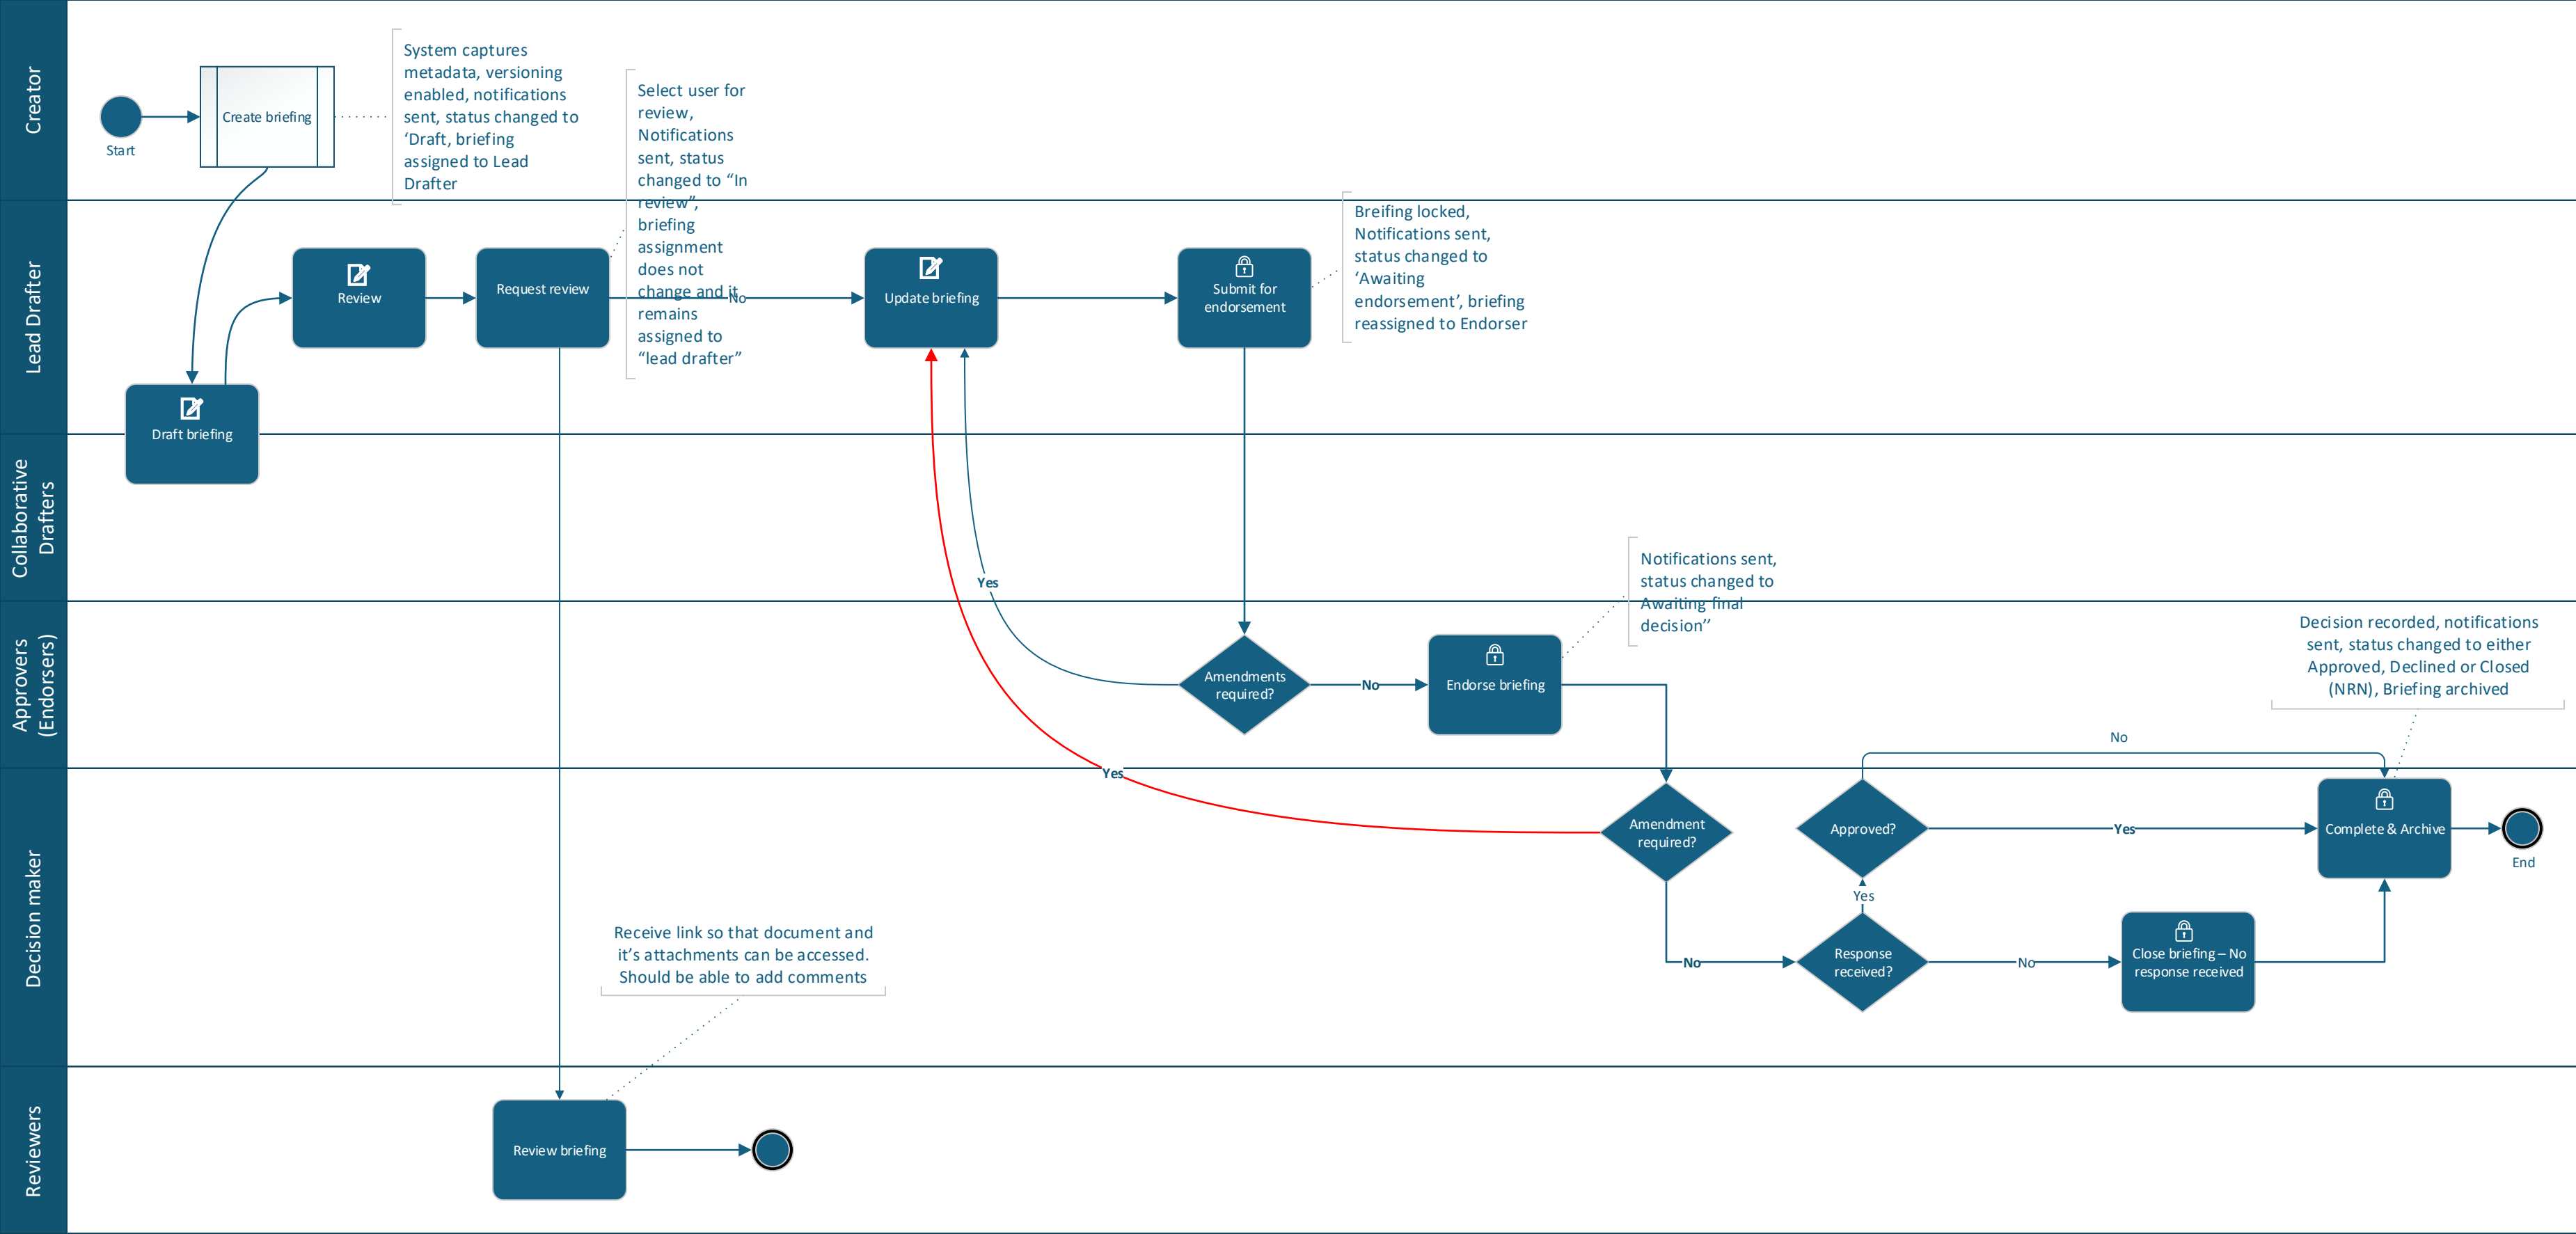 Creator
Start
Create briefing
System captures
metadata, versioning
enabled, notifications
sent, status changed to
‘Draft, briefing
assigned to Lead
Drafter
Select user for
review,
Notifications
sent, status
changed to “In
review”,
briefing
assignment
does not
change and it
remains
assigned to
“lead drafter”
Lead Drafter
Review
Request review
No
Update briefing
Submit for
endorsement
Breifing locked,
Notifications sent,
status changed to
‘Awaiting
endorsement’, briefing
reassigned to Endorser
Draft briefing
Collaborative
Drafters
Yes
Notifications sent,
status changed to
Awaiting final
decision’’
Approvers
(Endorsers)
Amendments
required?
No
Endorse briefing
Decision recorded, notifications
sent, status changed to either
Approved, Declined or Closed
(NRN), Briefing archived
No
Yes
Decision maker
Amendment
required?
Approved?
Yes
Complete & Archive
End
Yes
No
Response
received?
No
Close briefing – No
response received
Receive link so that document and
it’s attachments can be accessed.
Should be able to add comments
Reviewers
Review briefing